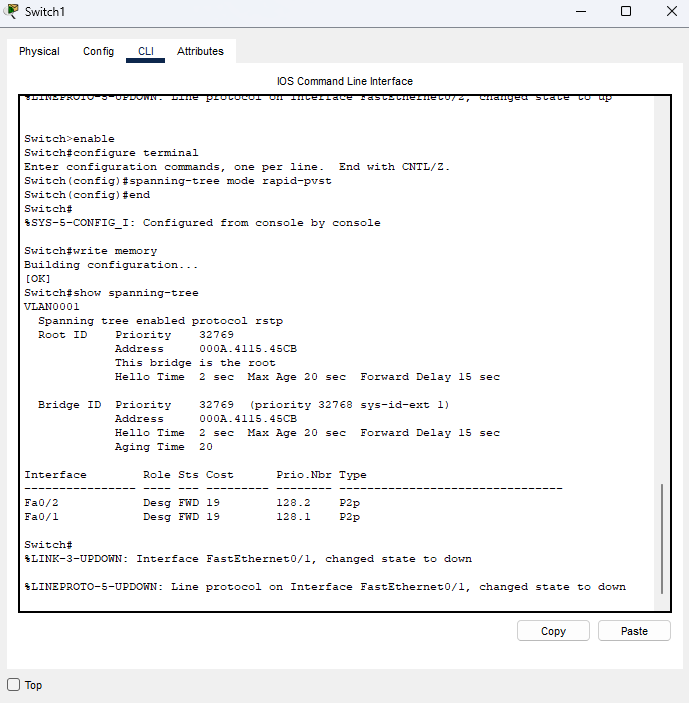 Switch1
Physical Config CLI Attributes
IOS Command Line Interface
%LINEPROTO-5-UPDOWN: Line protocol on Interface FastEthernet0/2, changed state to up
Switch>enable
Switch#configure terminal
Enter configuration commands, one per line.  End with CNTL/Z.
Switch(config)#spanning-tree mode rapid-pvst
Switch(config)#end
Switch#
%SYS-5-CONFIG_I: Configured from console by console
Switch#write memory
Building configuration...
[OK]
Switch#show spanning-tree
VLAN0001
  Spanning tree enabled protocol rstp
  Root ID    Priority    32769
             Address     000A.4115.45CB
             This bridge is the root
             Hello Time  2 sec  Max Age 20 sec  Forward Delay 15 sec
  Bridge ID  Priority    32769  (priority 32768 sys-id-ext 1)
             Address     000A.4115.45CB
             Hello Time  2 sec  Max Age 20 sec  Forward Delay 15 sec
             Aging Time  20
Interface        Role Sts Cost      Prio.Nbr Type
---------------- ---- --- --------- -------- --------------------------------
Fa0/2            Desg FWD 19        128.2    P2p
Fa0/1            Desg FWD 19        128.1    P2p
Switch#
%LINK-3-UPDOWN: Interface FastEthernet0/1, changed state to down
%LINEPROTO-5-UPDOWN: Line protocol on Interface FastEthernet0/1, changed state to down
Copy Paste
Top